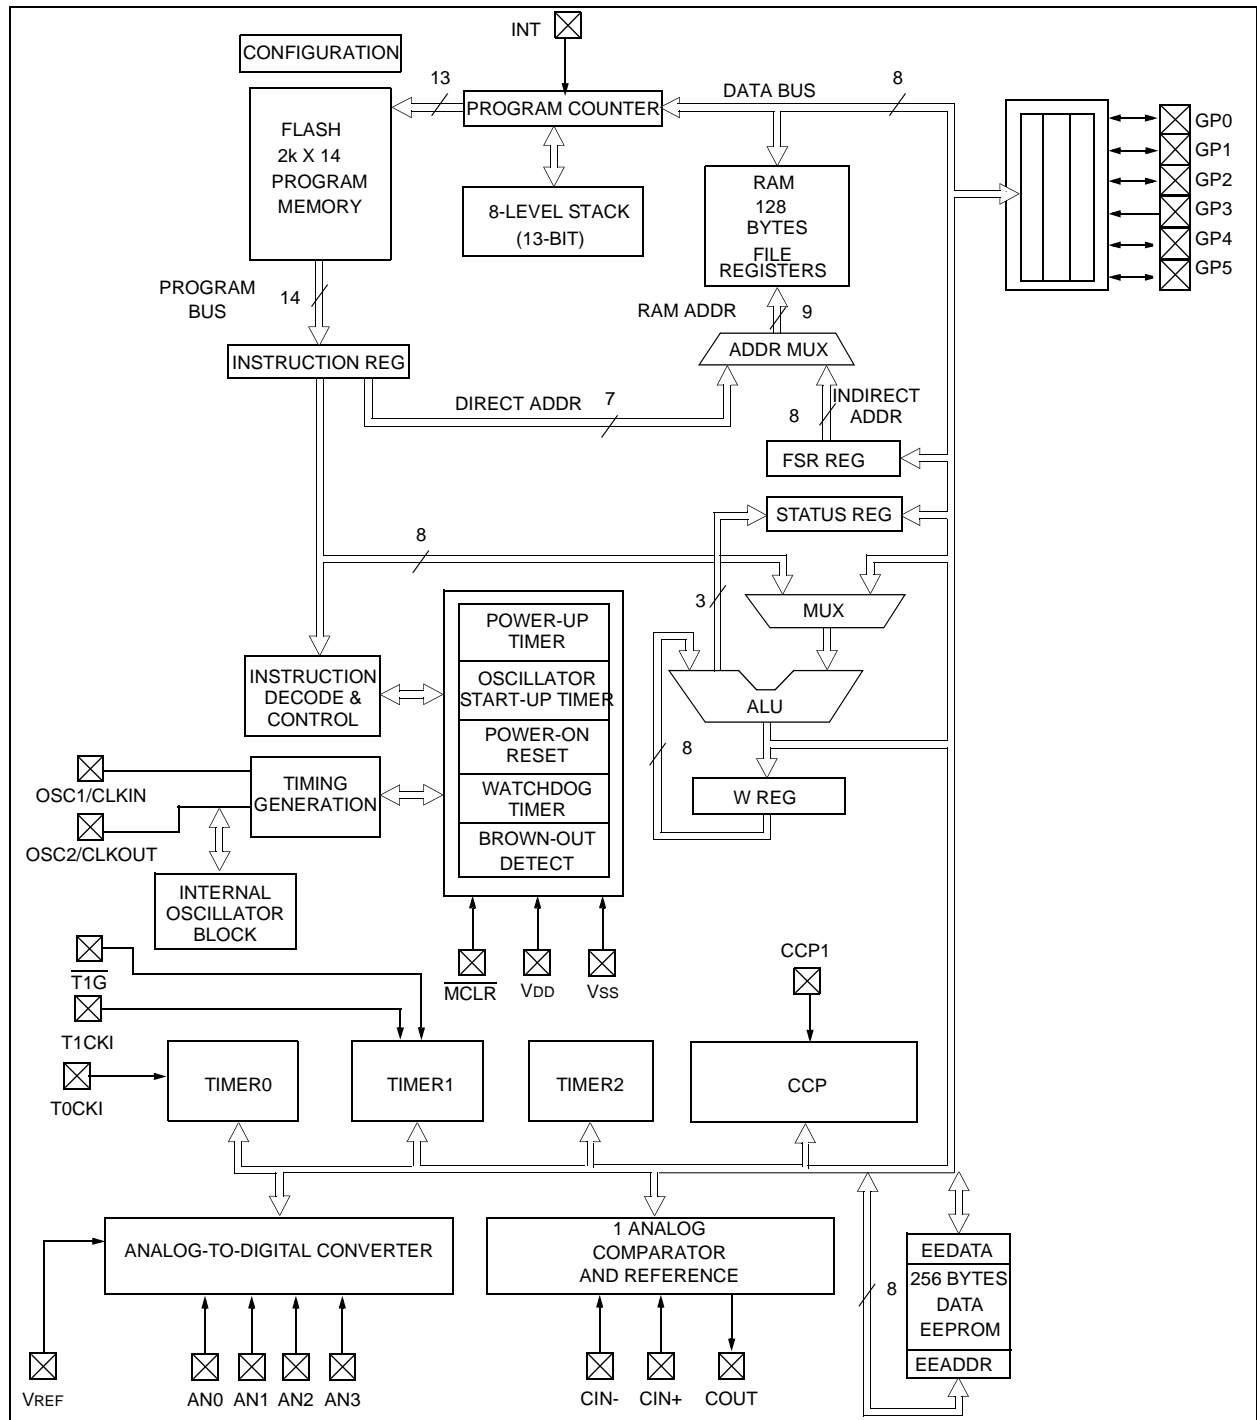 INT
CONFIGURATION
13
PROGRAM COUNTER
DATA BUS
8
FLASH
2k X 14
PROGRAM
MEMORY
8-LEVEL STACK
(13-BIT)
RAM
128
BYTES
FILE
REGISTERS
GP0
GP1
GP2
GP3
GP4
GP5
PROGRAM
BUS
14
RAM ADDR
9
INSTRUCTION REG
ADDR MUX
DIRECT ADDR
7
8
INDIRECT
ADDR
FSR REG
STATUS REG
8
3
MUX
POWER-UP
TIMER
INSTRUCTION
DECODE &
CONTROL
OSCILLATOR
START-UP TIMER
ALU
POWER-ON
RESET
8
OSC1/CLKIN
TIMING
GENERATION
WATCHDOG
TIMER
W REG
OSC2/CLKOUT
BROWN-OUT
DETECT
INTERNAL
OSCILLATOR
BLOCK
T1G
MCLR
VDD
VSS
CCP1
T1CKI
T0CKI
TIMER0
TIMER1
TIMER2
CCP
ANALOG-TO-DIGITAL CONVERTER
1 ANALOG
COMPARATOR
AND REFERENCE
EEDATA
256 BYTES
DATA
EEPROM
EEADDR
8
VREF
AN0
AN1
AN2
AN3
CIN-
CIN+
COUT